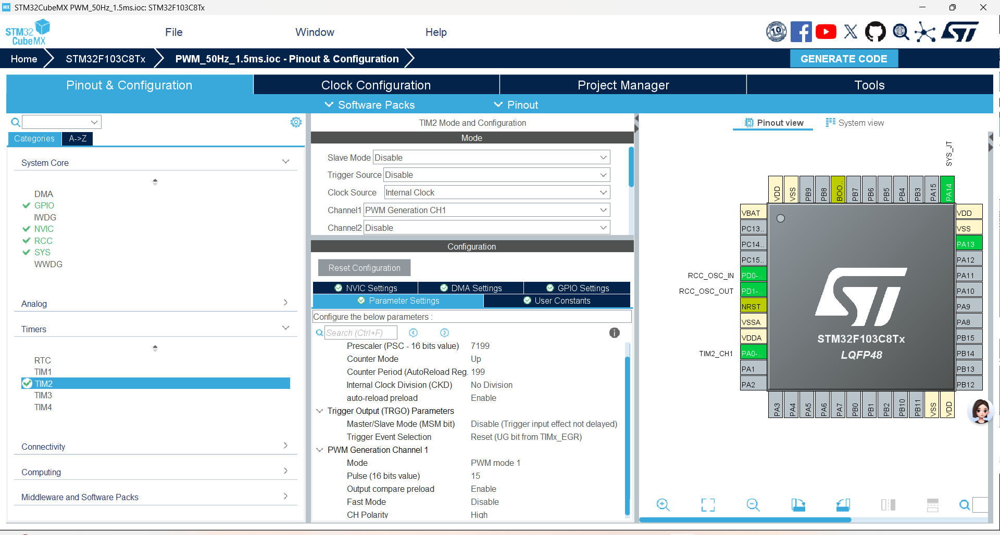 STM32CubeMX PWM_50Hz_1.5ms.ioc: STM32F103C8Tx
STM32
CubeMX
File
Window
Help
10
Home
STM32F103C8Tx
PWM_50Hz_1.5ms.ioc - Pinout & Configuration
GENERATE CODE
Pinout & Configuration
Clock Configuration
Project Manager
Tools
Software Packs
Pinout
Categories
A->Z
System Core
DMA
GPIO
IWDG
NVIC
RCC
SYS
WWDG
Analog
Timers
RTC
TIM1
TIM2
TIM3
TIM4
Connectivity
Computing
Middleware and Software Packs
TIM2 Mode and Configuration
Mode
Slave Mode Disable
Trigger Source Disable
Clock Source Internal Clock
Channel1 PWM Generation CH1
Channel2 Disable
Configuration
Reset Configuration
NVIC Settings
DMA Settings
GPIO Settings
Parameter Settings
User Constants
Configure the below parameters :
Search (Ctrl+F)
Prescaler (PSC - 16 bits value) 7199
Counter Mode Up
Counter Period (AutoReload Reg. 199
Internal Clock Division (CKD) No Division
auto-reload preload Enable
Trigger Output (TRGO) Parameters
Master/Slave Mode (MSM bit) Disable (Trigger input effect not delayed)
Trigger Event Selection Reset (UG bit from TIMx_EGR)
PWM Generation Channel 1
Mode PWM mode 1
Pulse (16 bits value) 15
Output compare preload Enable
Fast Mode Disable
CH Polarity High
Pinout view
System view
SYS_JT
VDD
VSS
PB9
PB8
BOO..
PB7
PB6
PB5
PB4
PB3
PA15
PA14
VBAT
PC13..
PC14..
PC15..
RCC_OSC_IN PD0-..
RCC_OSC_OUT PD1-..
NRST
VSSA
VDDA
TIM2_CH1 PA0-..
PA1
PA2
VDD
VSS
PA13
PA12
PA11
PA10
PA9
PA8
PB15
PB14
PB13
PB12
ST
STM32F103C8Tx
LQFP48
PA3
PA4
PA5
PA6
PA7
PB0
PB1
PB2
PB10
PB11
VSS
VDD